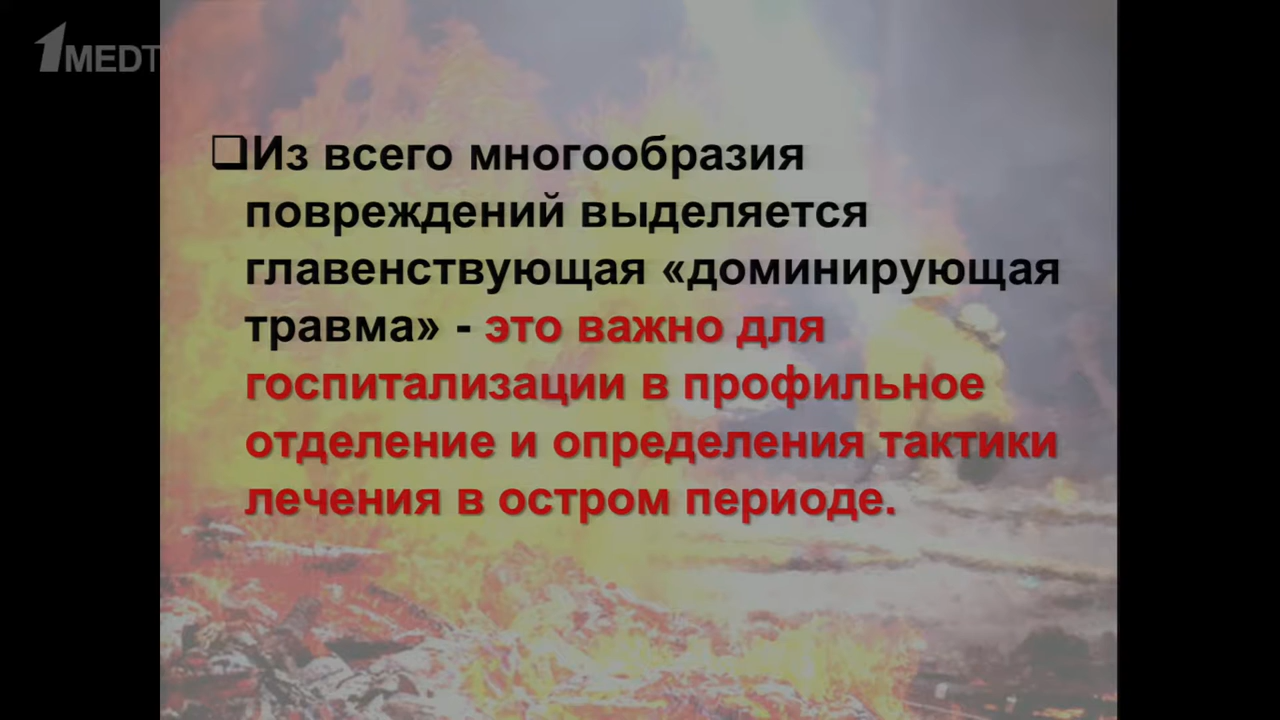 1MEDT
❑Из всего многообразия
повреждений выделяется
главенствующая «доминирующая
травма» - это важно для
госпитализации в профильное
отделение и определения тактики
лечения в остром периоде.